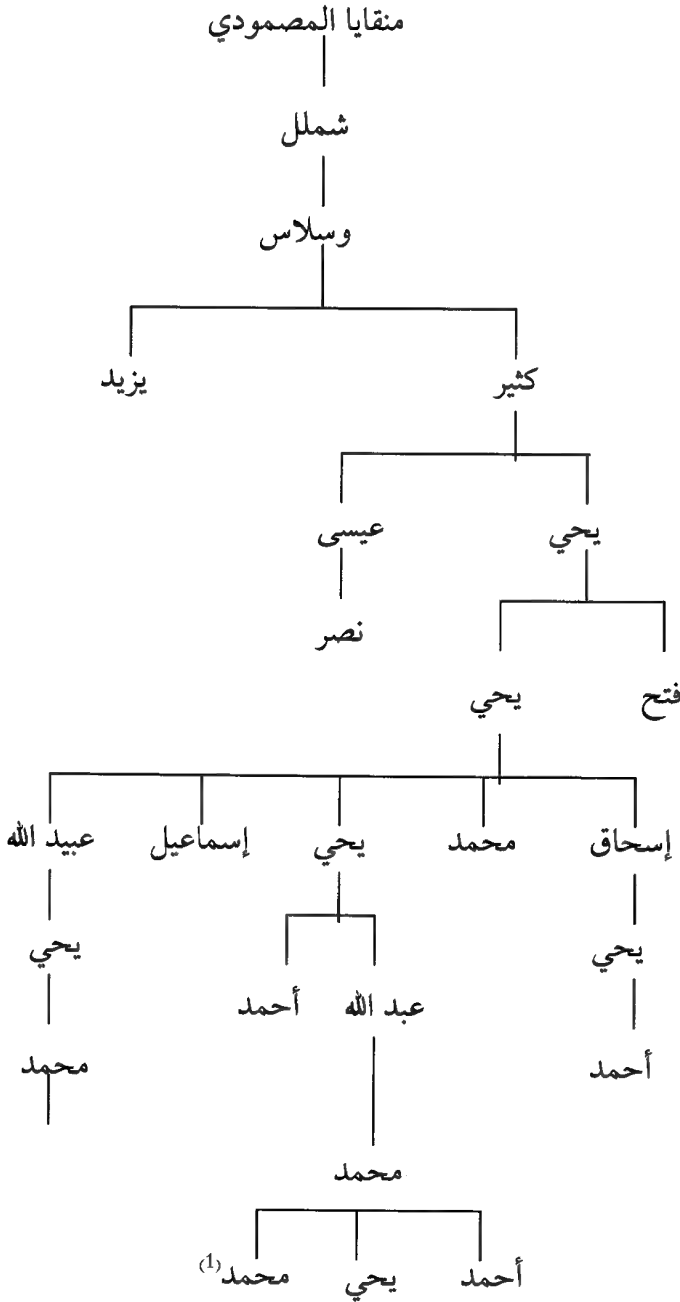 منقايا المصمودي
شملل
وسلاس
كثير يزيد
يحي عيسى
نصر
فتح يحي
إسحاق محمد يحي إسماعيل عبيد الله
يحي يحي
عبد الله أحمد
أحمد محمد
محمد
أحمد يحي محمد(1)